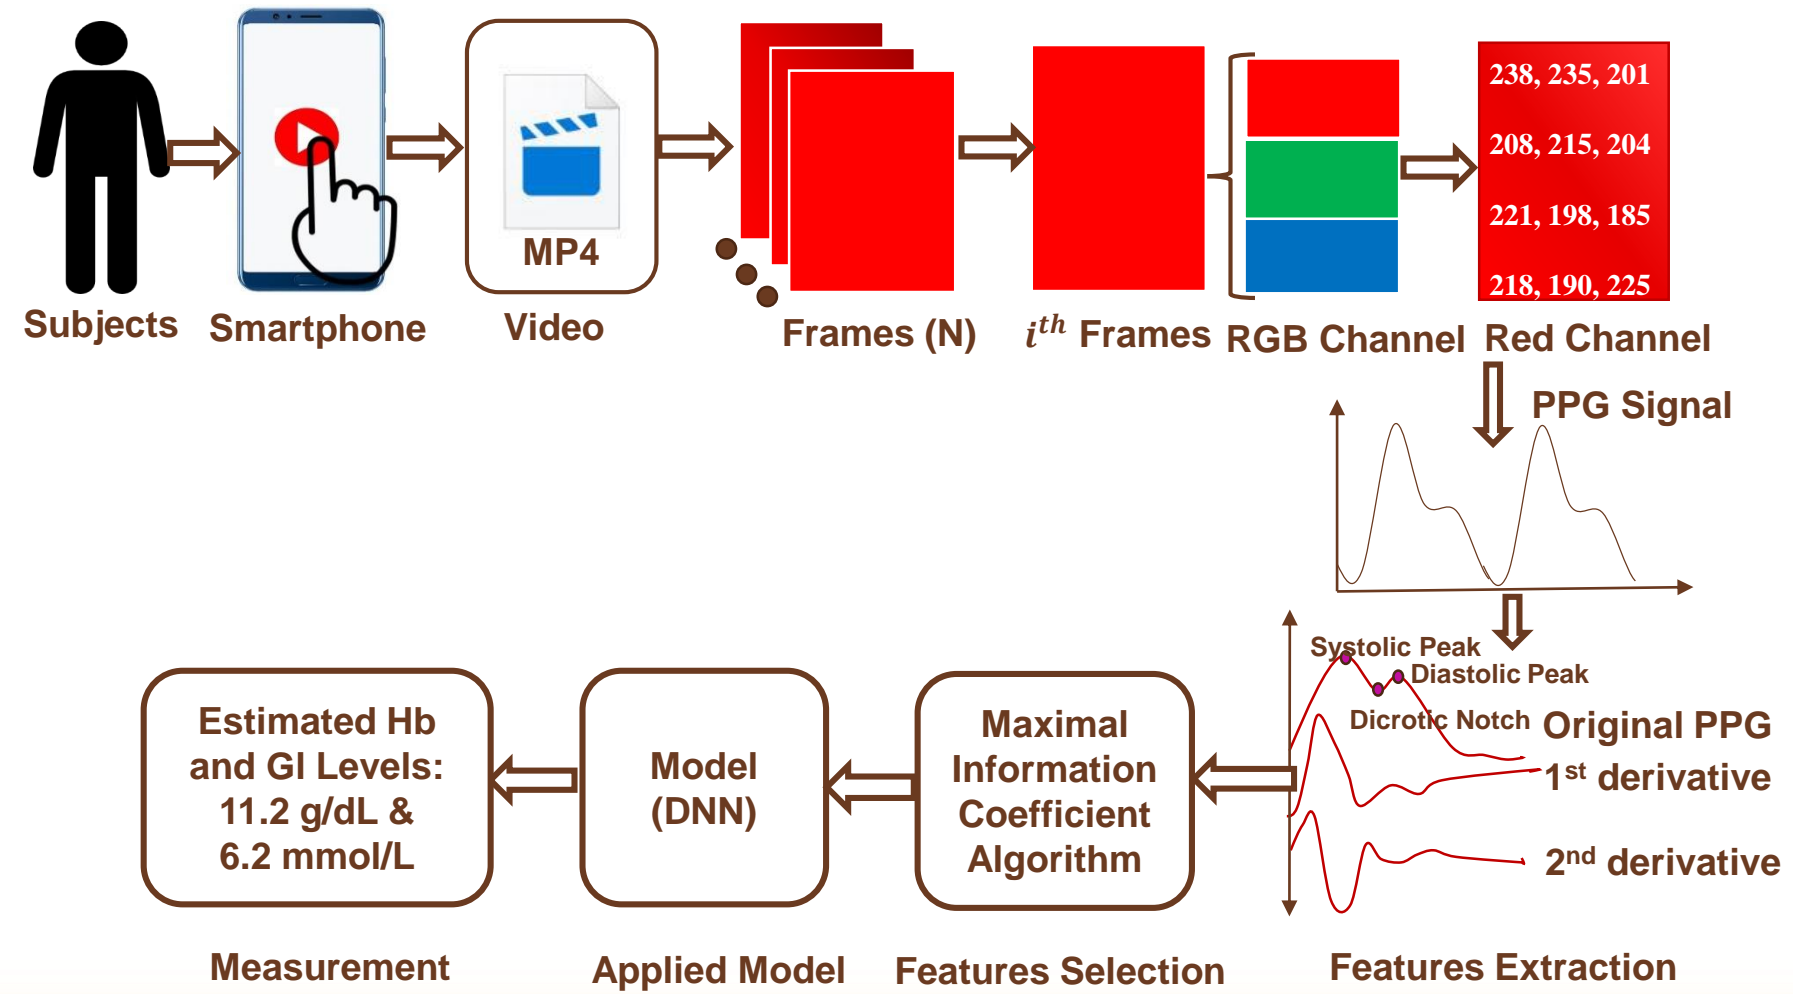 MP4
Subjects
Smartphone
Video
Frames (N)
i^th Frames
RGB Channel
238, 235, 201
208, 215, 204
221, 198, 185
218, 190, 225
Red Channel
PPG Signal
Systolic Peak
Diastolic Peak
Dicrotic Notch
Original PPG
1st derivative
2nd derivative
Features Extraction
Maximal
Information
Coefficient
Algorithm
Features Selection
Model
(DNN)
Applied Model
Estimated Hb
and Gl Levels:
11.2 g/dL &
6.2 mmol/L
Measurement